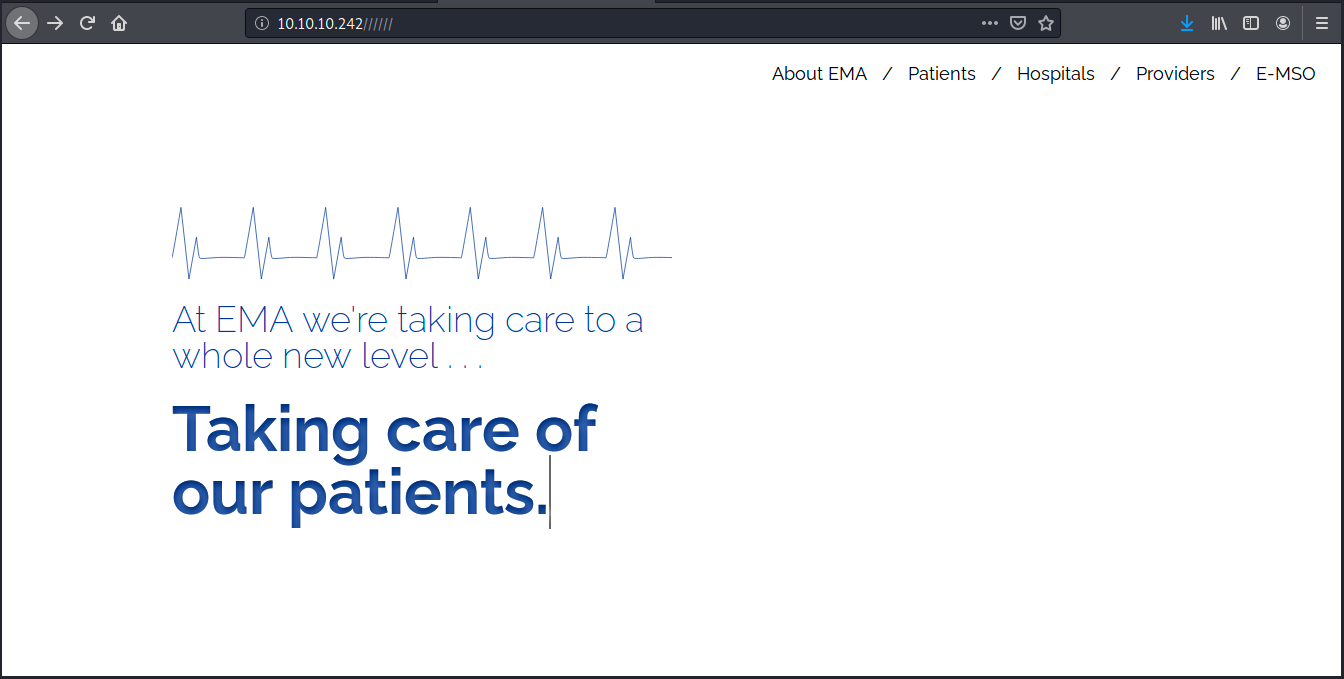 10.10.10.242//////
About EMA / Patients / Hospitals / Providers / E-MSO
At EMA we're taking care to a
whole new level . . .
Taking care of
our patients.